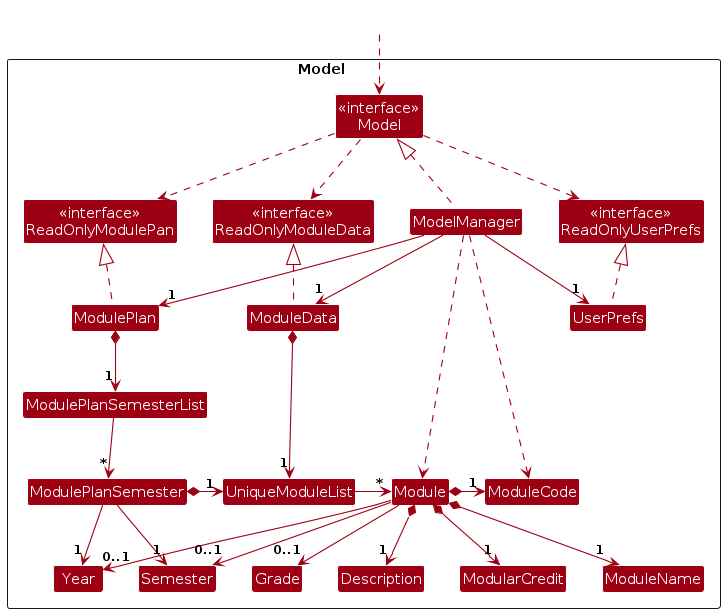 Model
«interface»
Model
«interface»
ReadOnlyModulePan
«interface»
ReadOnlyModuleData
ModelManager
«interface»
ReadOnlyUserPrefs
1
1
1
ModulePlan
ModuleData
UserPrefs
1
ModulePlanSemesterList
*
1
ModulePlanSemester
1
UniqueModuleList
*
Module
1
ModuleCode
1
0..1
1
0..1
0..1
1
1
1
Year
Semester
Grade
Description
ModularCredit
ModuleName